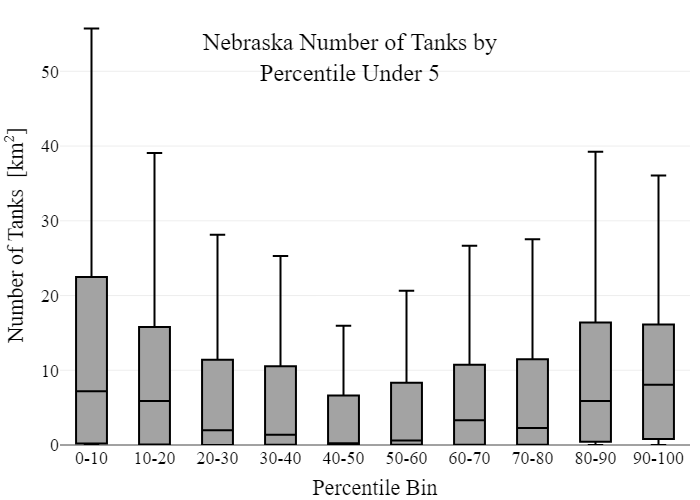 Nebraska Number of Tanks by
Percentile Under 5
Number of Tanks [km²]
50
40
30
20
10
0
0-10 10-20 20-30 30-40 40-50 50-60 60-70 70-80 80-90 90-100
Percentile Bin